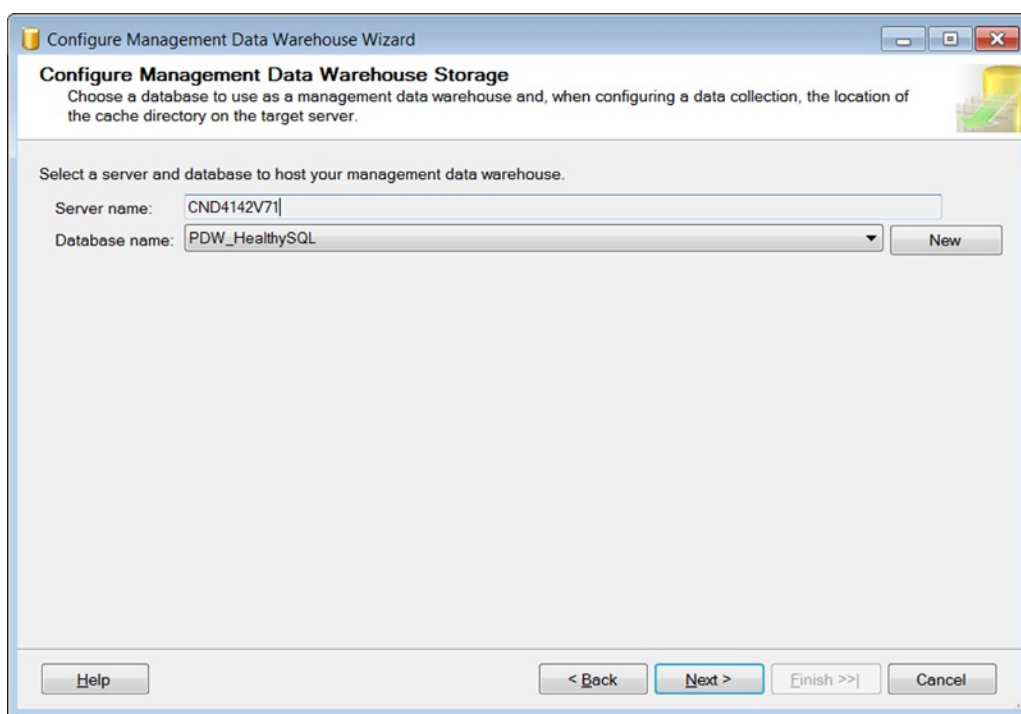 Configure Management Data Warehouse Wizard
Configure Management Data Warehouse Storage
Choose a database to use as a management data warehouse and, when configuring a data collection, the location of
the cache directory on the target server.
Select a server and database to host your management data warehouse.
Server name: CND4142V71
Database name: PDW_HealthySQL New
Help < Back Next > Finish >>| Cancel